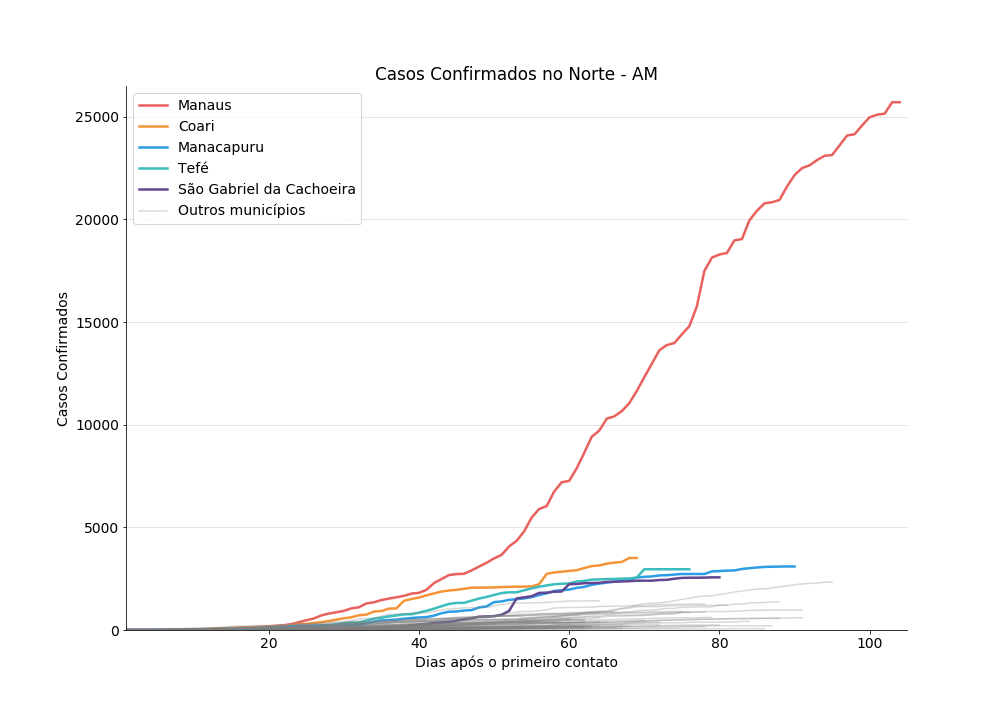 Casos Confirmados no Norte - AM
Manaus
Coari
Manacapuru
Tefé
São Gabriel da Cachoeira
Outros municípios
25000
20000
15000
10000
5000
0
Casos Confirmados
20
40
60
80
100
Dias após o primeiro contato